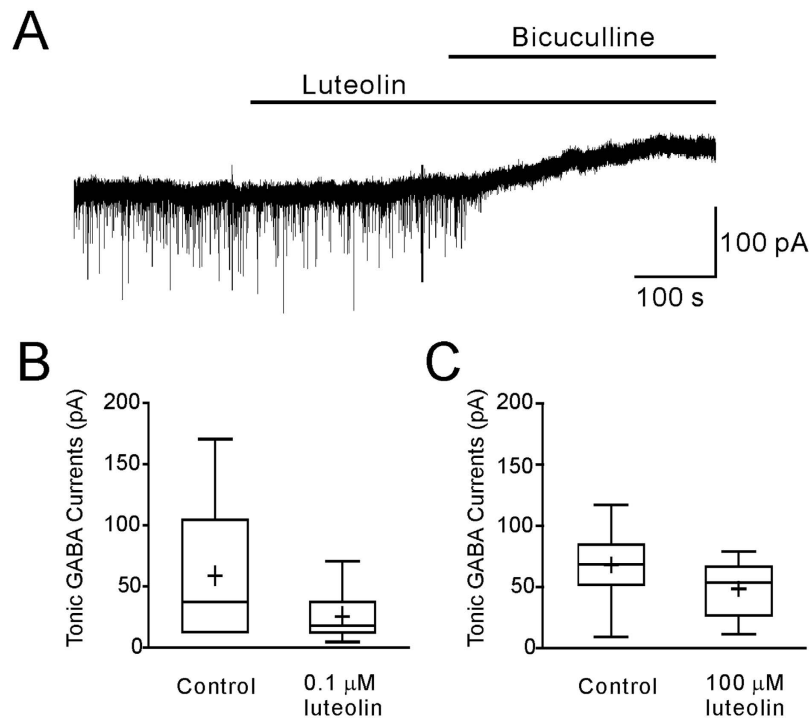 A
Bicuculline
Luteolin
100 pA
100 s
B
Tonic GABA Currents (pA)
200
150
100
50
0
Control
0.1 μM
luteolin
C
Tonic GABA Currents (pA)
200
150
100
50
0
Control
100 μM
luteolin